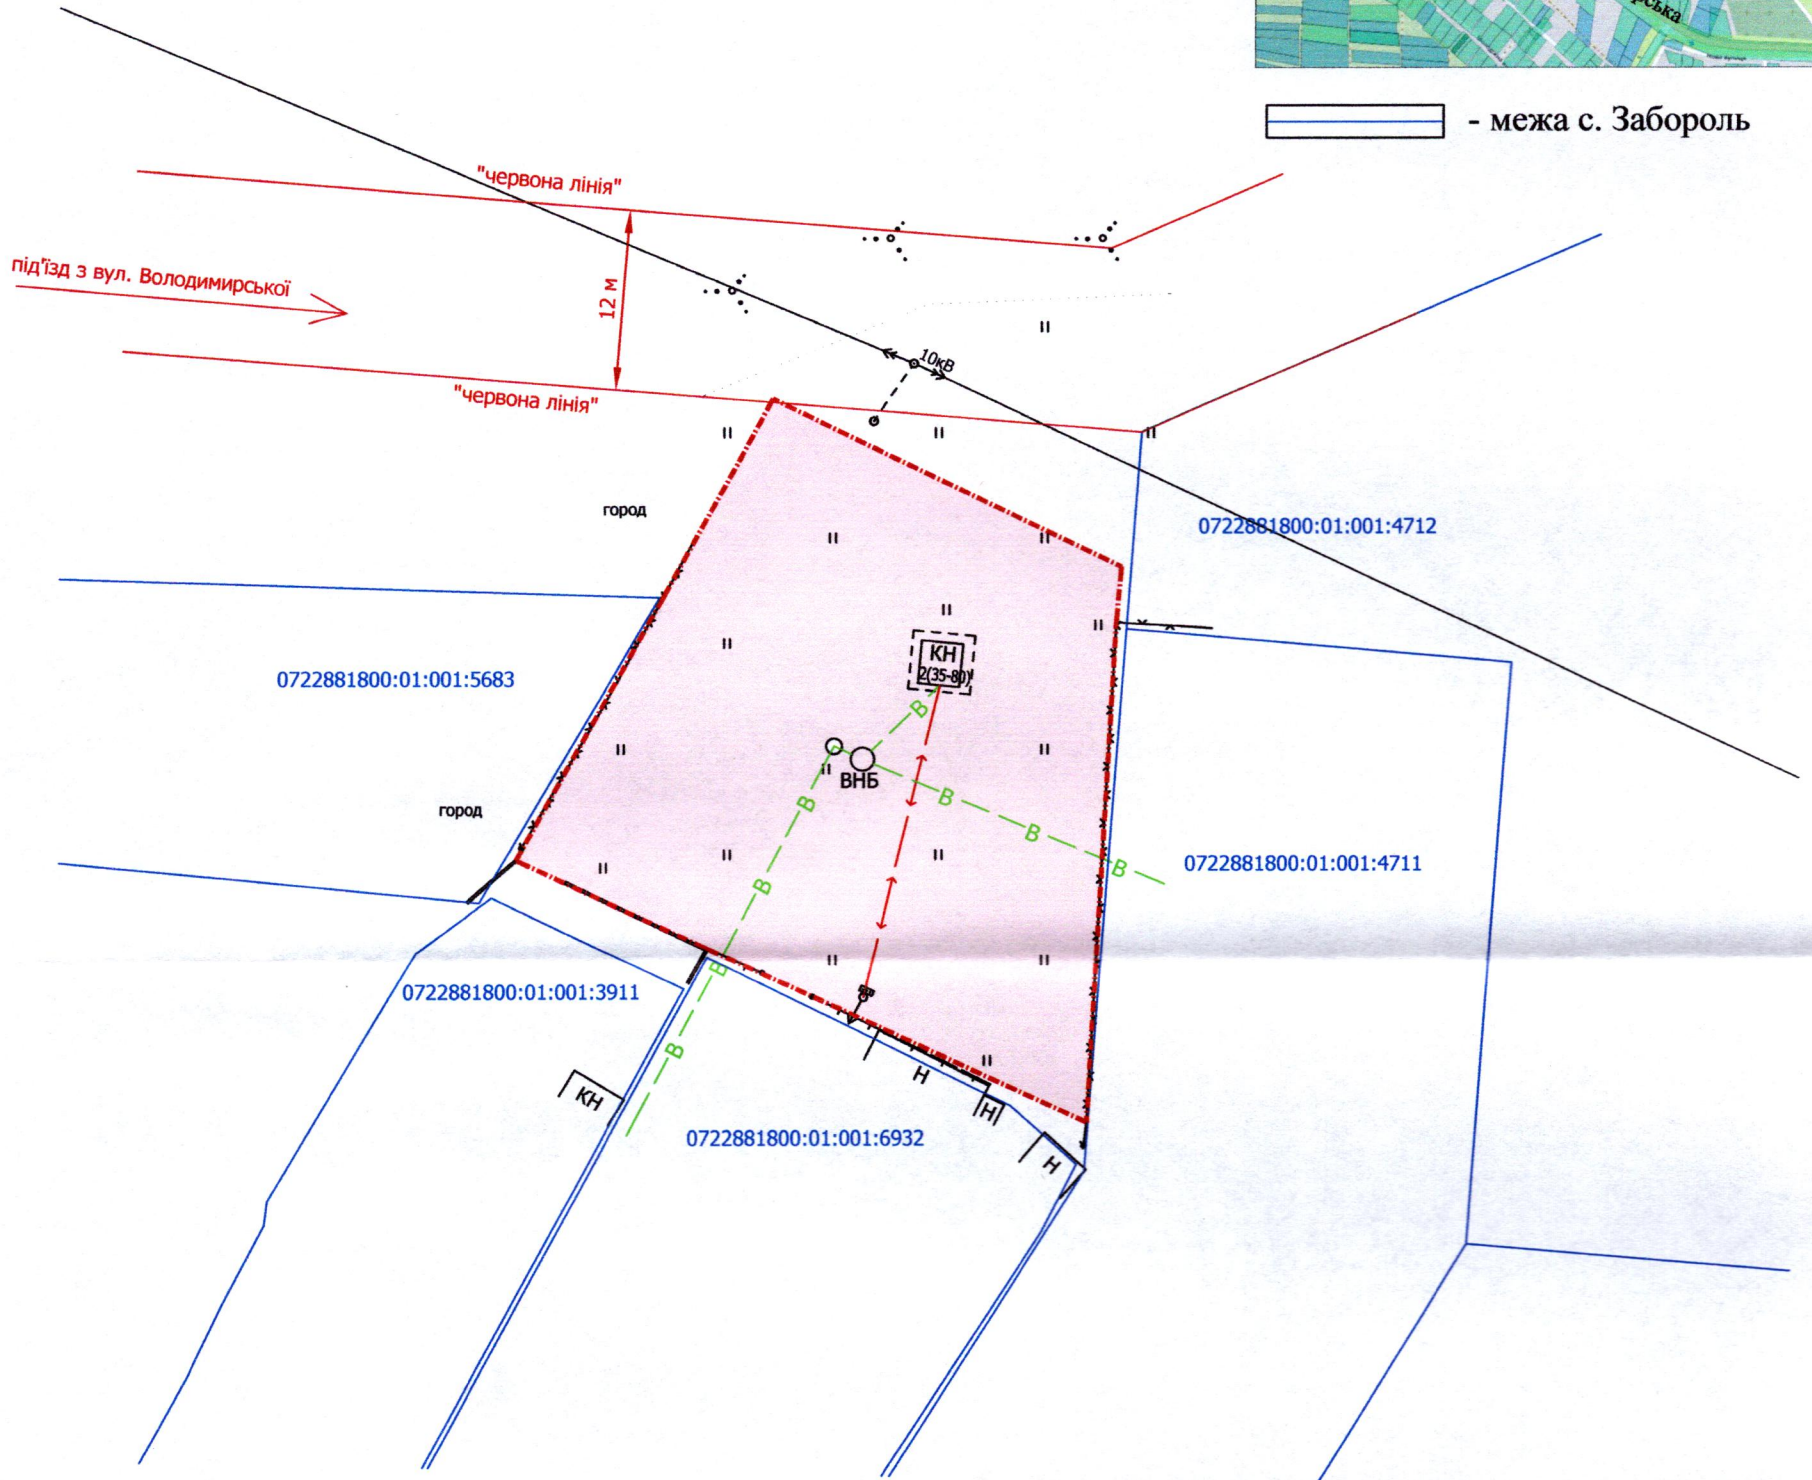 - межа с. Забороль
"червона лінія"
під'їзд з вул. Володимирської
12 м
10кВ
"червона лінія"
город
0722881800:01:001:4712
КН
2(35-80)
0722881800:01:001:5683
В
ВНБ
В
В
В
город
В
В
0722881800:01:001:4711
В
0722881800:01:001:3911
В
Н
КН
Н
0722881800:01:001:6932
Н